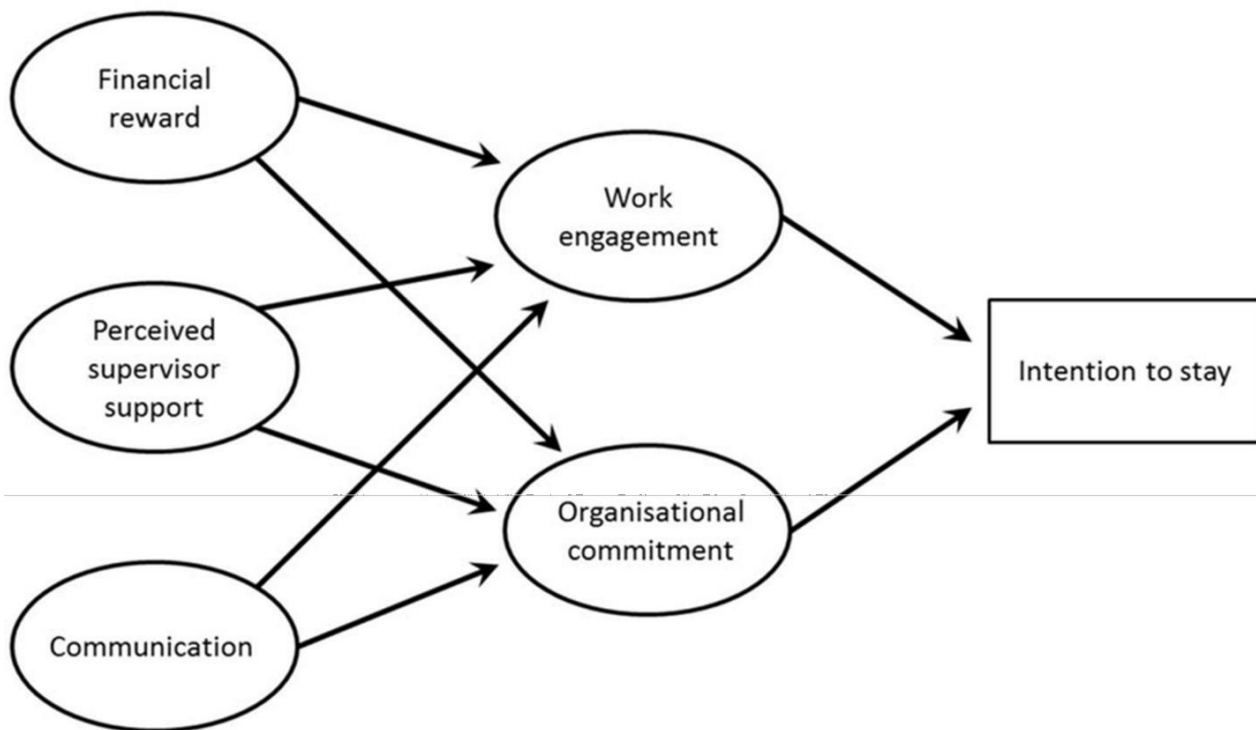 Financial
reward
Work
engagement
Perceived
supervisor
support
Intention to stay
Organisational
commitment
Communication